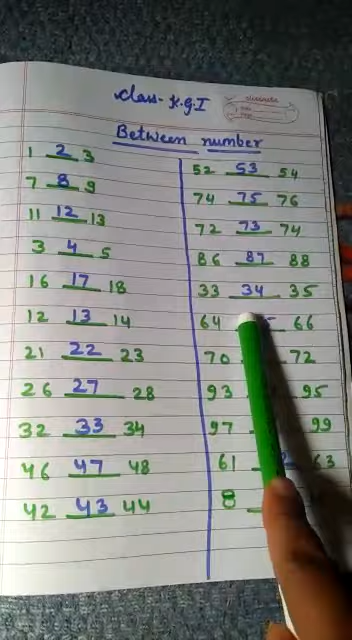 Class - K.G.I
Between number
1 2 3
7 8 9
11 12 13
3 4 5
16 17 18
12 13 14
21 22 23
26 27 28
32 33 34
46 47 48
42 43 44
52 53 54
74 75 76
72 73 74
86 87 88
33 34 35
64 66
70 72
93 95
97 99
61 2 63
8